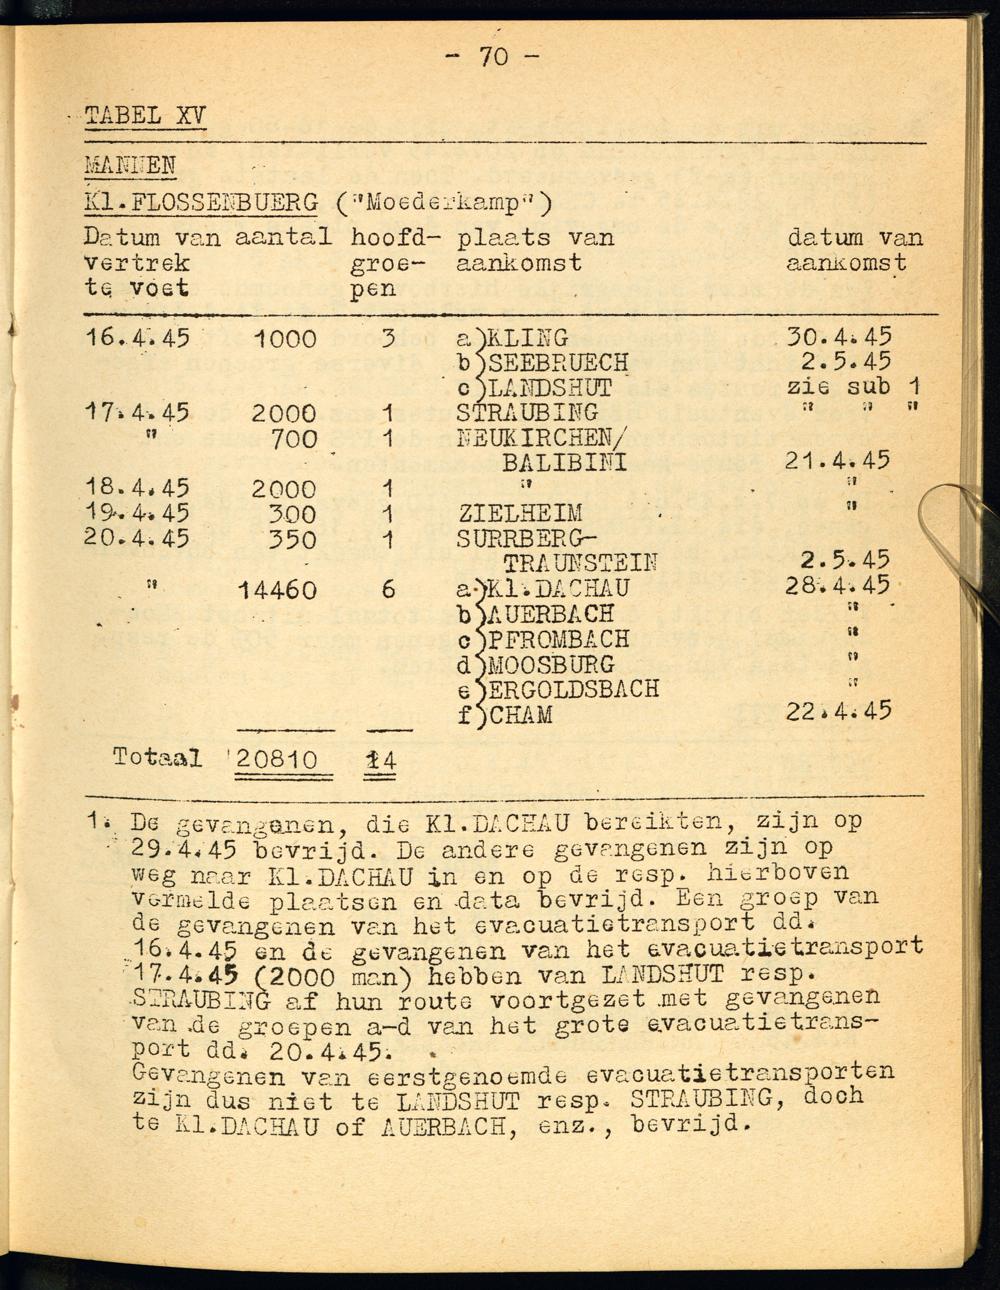 - 70 -
TABEL XV
MANNEN
Kl.FLOSSENBUERG ("Moederkamp")
Datum van aantal hoofd- plaats van datum van
vertrek groe- aankomst aankomst
te voet pen
16.4.45 1000 3 a)KLING 30.4.45
b)SEEBRUECH 2.5.45
c)LANDSHUT zie sub 1
17.4.45 2000 1 STRAUBING " " "
" 700 1 NEUKIRCHEN/
BALIBINI 21.4.45
18.4.45 2000 1 " "
19.4.45 300 1 ZIELHEIM "
20.4.45 350 1 SURRBERG-
TRAUNSTEIN 2.5.45
" 14460 6 a)Kl.DACHAU 28.4.45
b)AUERBACH "
c)PFROMBACH "
d)MOOSBURG "
e)ERGOLDSBACH "
f)CHAM 22.4.45
Totaal 20810 14
1. De gevangenen, die Kl.DACHAU bereikten, zijn op
29.4.45 bevrijd. De andere gevangenen zijn op
weg naar Kl.DACHAU in en op de resp. hierboven
vermelde plaatsen en data bevrijd. Een groep van
de gevangenen van het evacuatietransport dd.
16.4.45 en de gevangenen van het evacuatietransport
17.4.45 (2000 man) hebben van LANDSHUT resp.
STRAUBING af hun route voortgezet met gevangenen
van de groepen a-d van het grote evacuatietrans-
port dd. 20.4.45.
Gevangenen van eerstgenoemde evacuatietransporten
zijn dus niet te LANDSHUT resp. STRAUBING, doch
te Kl.DACHAU of AUERBACH, enz., bevrijd.